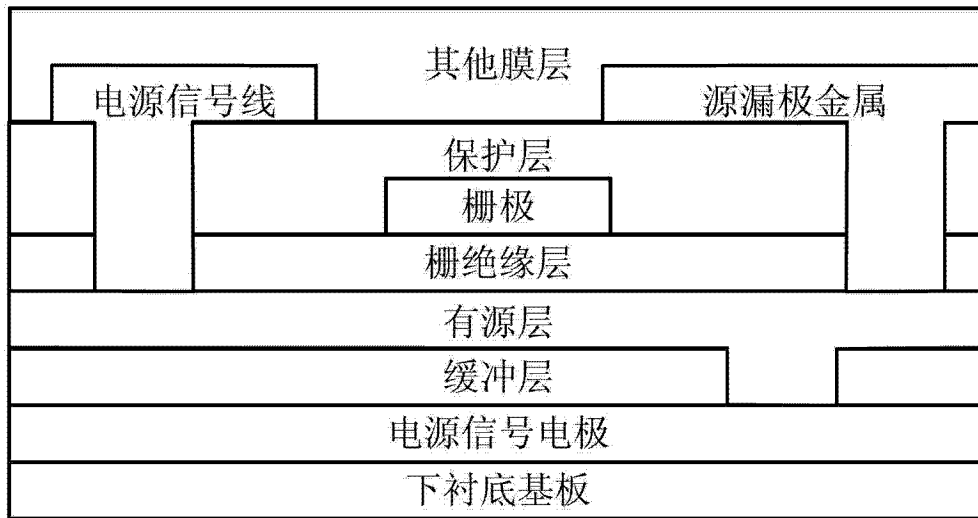 其他膜层
电源信号线
源漏极金属
保护层
栅极
栅绝缘层
有源层
缓冲层
电源信号电极
下衬底基板